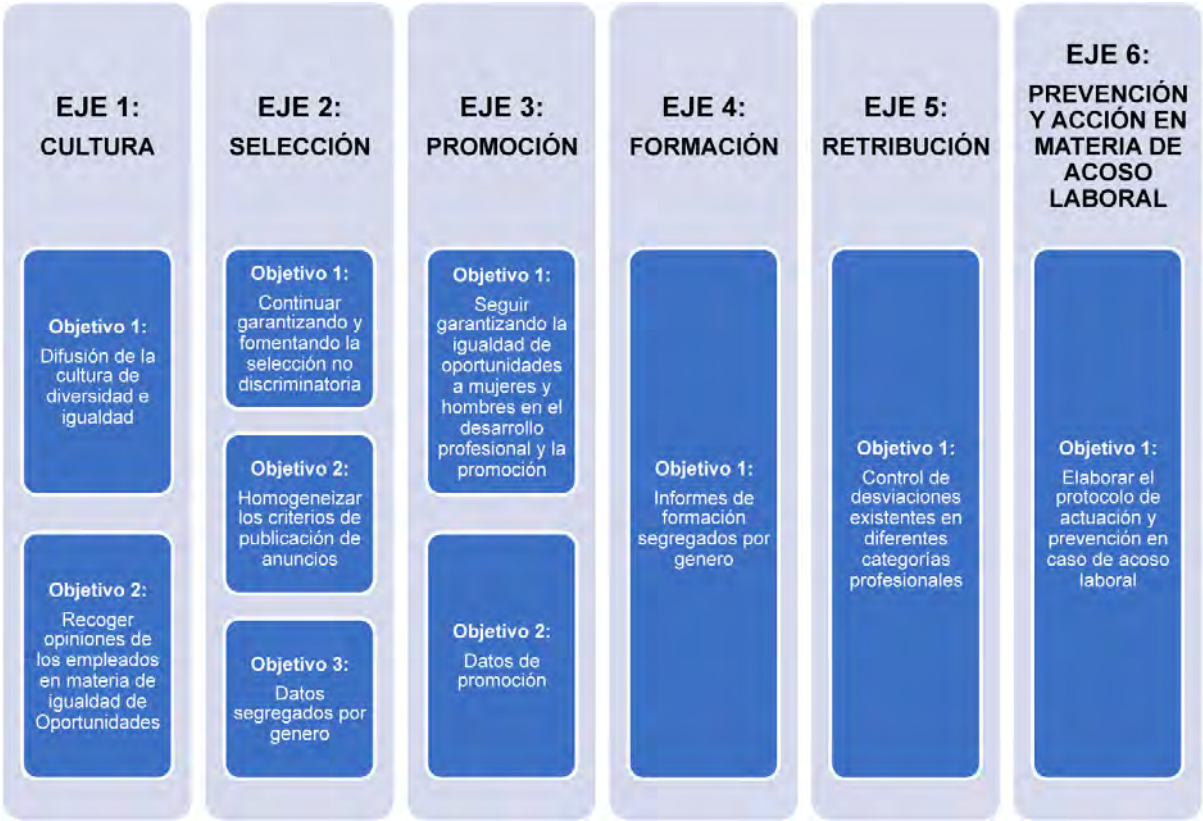 EJE 1:
CULTURA
Objetivo 1:
Difusión de la
cultura de
diversidad e
igualdad
Objetivo 2:
Recoger
opiniones de
los empleados
en materia de
igualdad de
Oportunidades
EJE 2:
SELECCIÓN
Objetivo 1:
Continuar
garantizando y
fomentando la
selección no
discriminatoria
Objetivo 2:
Homogeneizar
los criterios de
publicación de
anuncios
Objetivo 3:
Datos
segregados por
genero
EJE 3:
PROMOCIÓN
Objetivo 1:
Seguir
garantizando la
igualdad de
oportunidades
a mujeres y
hombres en el
desarrollo
profesional y la
promoción
Objetivo 2:
Datos de
promoción
EJE 4:
FORMACIÓN
Objetivo 1:
Informes de
formación
segregados por
genero
EJE 5:
RETRIBUCIÓN
Objetivo 1:
Control de
desviaciones
existentes en
diferentes
categorías
profesionales
EJE 6:
PREVENCIÓN
Y ACCIÓN EN
MATERIA DE
ACOSO
LABORAL
Objetivo 1:
Elaborar el
protocolo de
actuación y
prevención en
caso de acoso
laboral